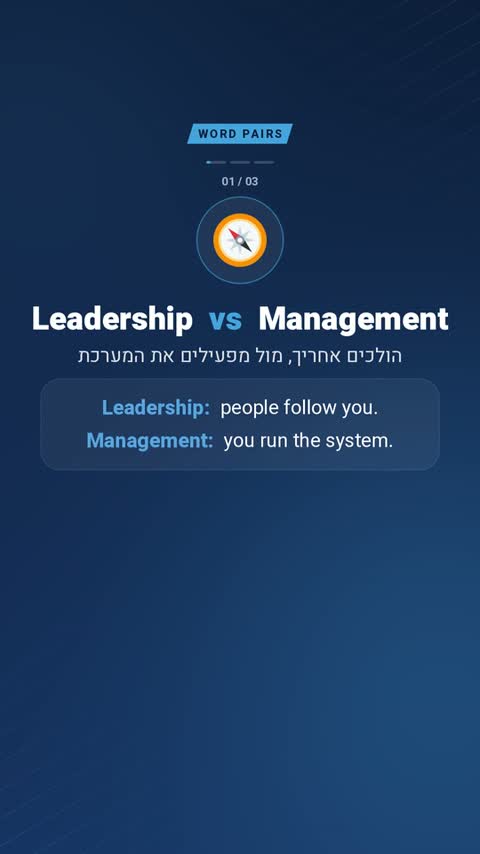 WORD PAIRS
01 / 03
Leadership vs Management
הולכים אחריך, מול מפעילים את המערכת
Leadership: people follow you.
Management: you run the system.